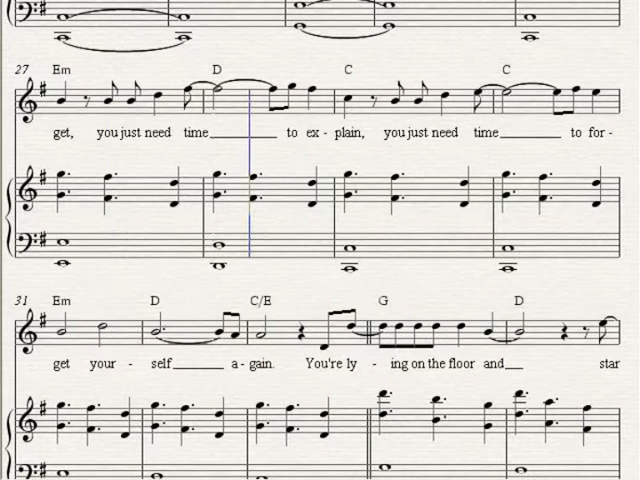 27 Em D C C
get, you just need time to ex - plain, you just need time to for -
31 Em D C/E G D
get your - self a - gain. You're ly - ing on the floor and star